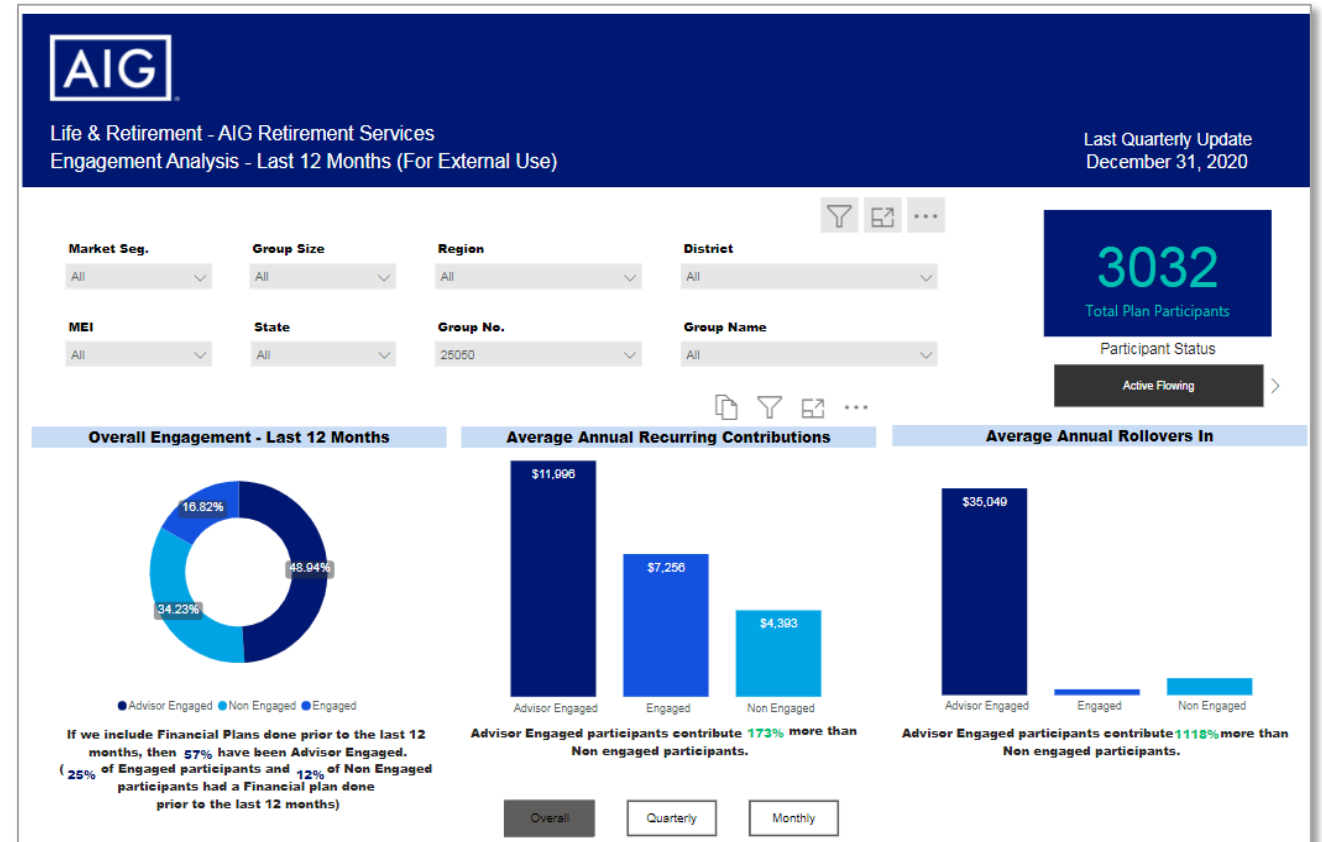 AIG
Life & Retirement - AIG Retirement Services
Engagement Analysis - Last 12 Months (For External Use)
Last Quarterly Update
December 31, 2020
Market Seg.
Group Size
Region
District
All
All
All
All
MEI
State
Group No.
Group Name
All
All
25050
All
3032
Total Plan Participants
Participant Status
Active Flowing
Overall Engagement - Last 12 Months
16.82%
48.94%
34.23%
Advisor Engaged Non Engaged Engaged
If we include Financial Plans done prior to the last 12
months, then 57% have been Advisor Engaged.
( 25% of Engaged participants and 12% of Non Engaged
participants had a Financial plan done
prior to the last 12 months)
Average Annual Recurring Contributions
$11,996
$7,256
$4,393
Advisor Engaged Engaged Non Engaged
Advisor Engaged participants contribute 173% more than
Non engaged participants.
Average Annual Rollovers In
$35,049
Advisor Engaged Engaged Non Engaged
Advisor Engaged participants contribute 1118% more than
Non engaged participants.
Overall
Quarterly
Monthly